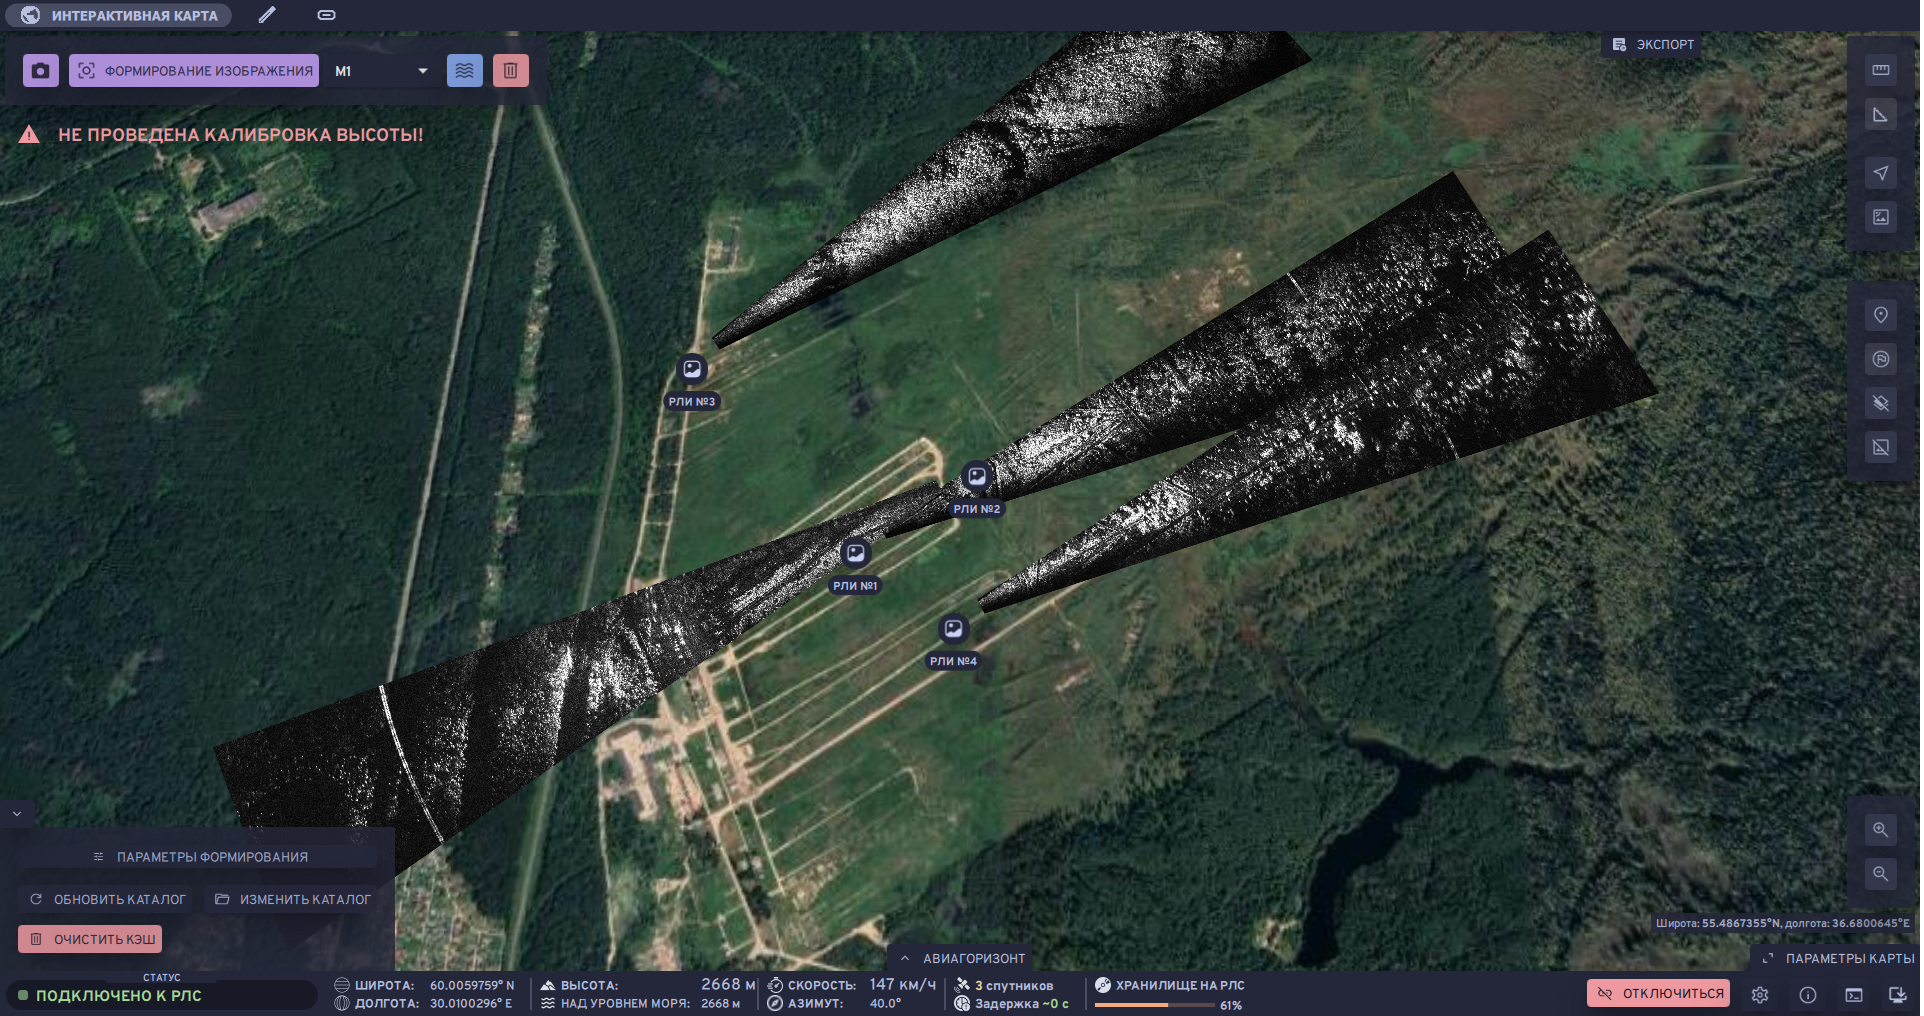 ИНТЕРАКТИВНАЯ КАРТА
ЭКСПОРТ
ФОРМИРОВАНИЕ ИЗОБРАЖЕНИЯ
М1
НЕ ПРОВЕДЕНА КАЛИБРОВКА ВЫСОТЫ!
РЛИ №3
РЛИ №2
РЛИ №1
РЛИ №4
ПАРАМЕТРЫ ФОРМИРОВАНИЯ
ОБНОВИТЬ КАТАЛОГ
ИЗМЕНИТЬ КАТАЛОГ
ОЧИСТИТЬ КЭШ
Широта: 55.4867355°N, долгота: 36.6800645°E
АВИАГОРИЗОНТ
ПАРАМЕТРЫ КАРТЫ
СТАТУС
ПОДКЛЮЧЕНО К РЛС
ШИРОТА: 60.0059759° N
ДОЛГОТА: 30.0100296° E
ВЫСОТА: 2668 м
НАД УРОВНЕМ МОРЯ: 2668 м
СКОРОСТЬ: 147 км/ч
АЗИМУТ: 40.0°
3 спутников
Задержка ~0 с
ХРАНИЛИЩЕ НА РЛС
61%
ОТКЛЮЧИТЬСЯ